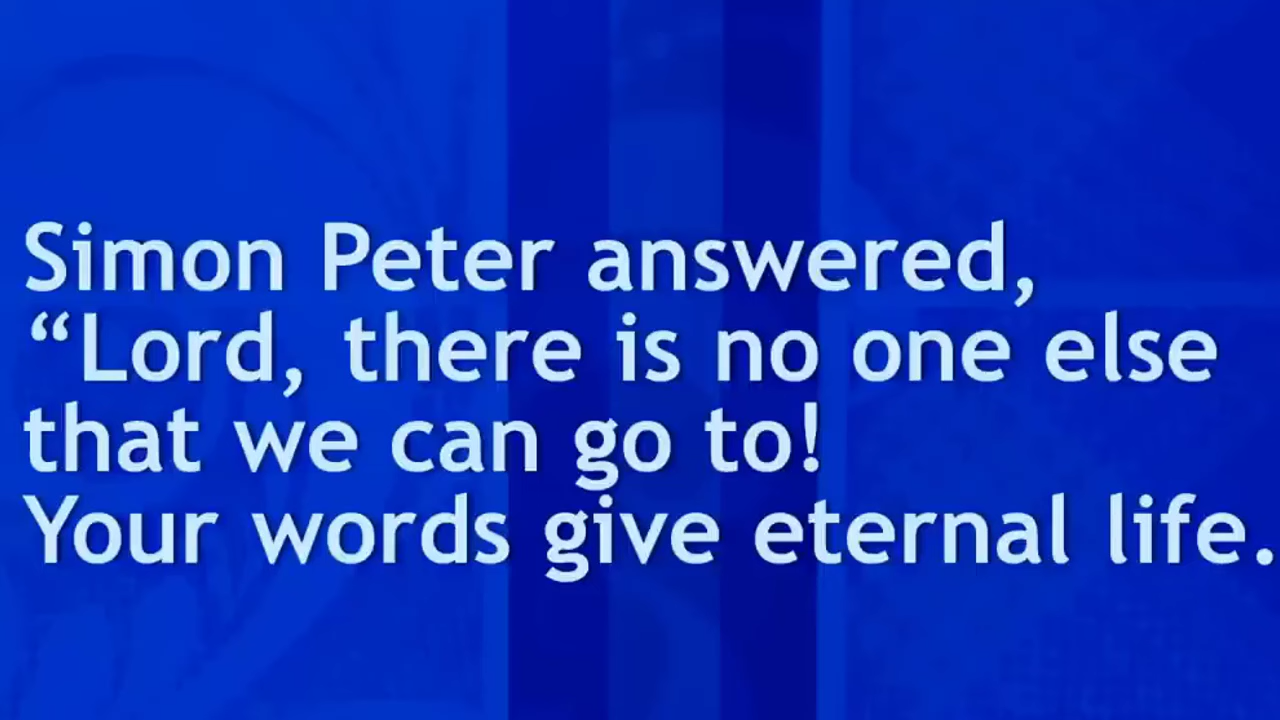 Simon Peter answered,
“Lord, there is no one else
that we can go to!
Your words give eternal life.